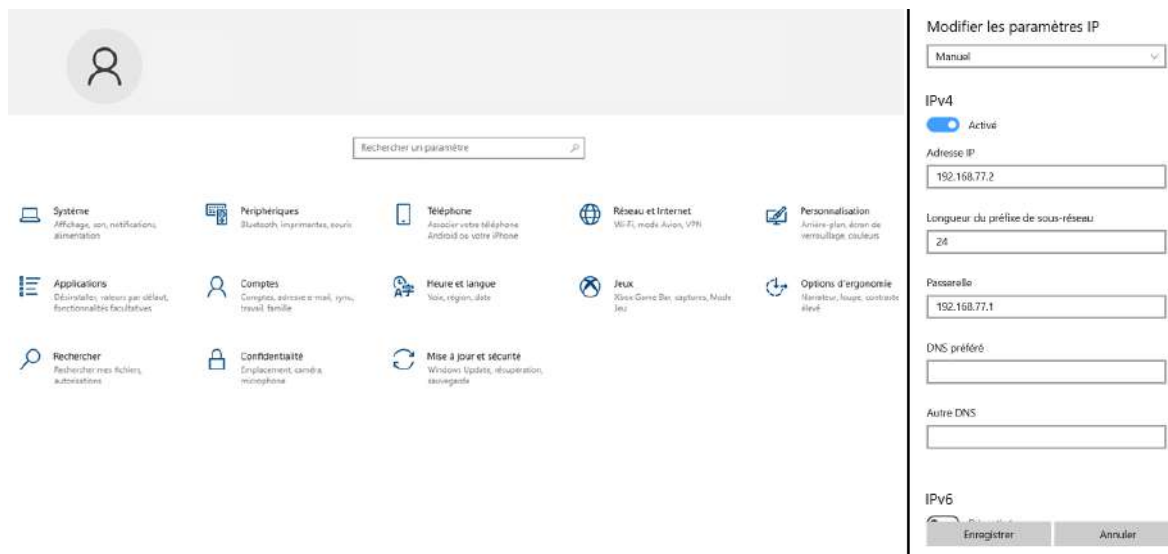 Rechercher un paramètre
Système
Affichage, son, notifications,
alimentation
Périphériques
Bluetooth, imprimantes, souris
Téléphone
Associer votre téléphone
Android ou votre iPhone
Réseau et Internet
Wi-Fi, mode Avion, VPN
Personnalisation
Arrière-plan, écran de
verrouillage, couleurs
Applications
Désinstaller, valeurs par défaut,
fonctionnalités facultatives
Comptes
Comptes, adresse e-mail, sync,
travail, famille
Heure et langue
Voix, région, date
Jeux
Xbox Game Bar, captures, Mode
Jeu
Options d'ergonomie
Narrateur, loupe, contraste
élevé
Rechercher
Rechercher mes fichiers,
autorisations
Confidentialité
Emplacement, caméra,
microphone
Mise à jour et sécurité
Windows Update, récupération,
sauvegarde
Modifier les paramètres IP
Manuel
IPv4
Activé
Adresse IP
192.168.77.2
Longueur du préfixe de sous-réseau
24
Passerelle
192.168.77.1
DNS préféré
Autre DNS
IPv6
Enregistrer
Annuler